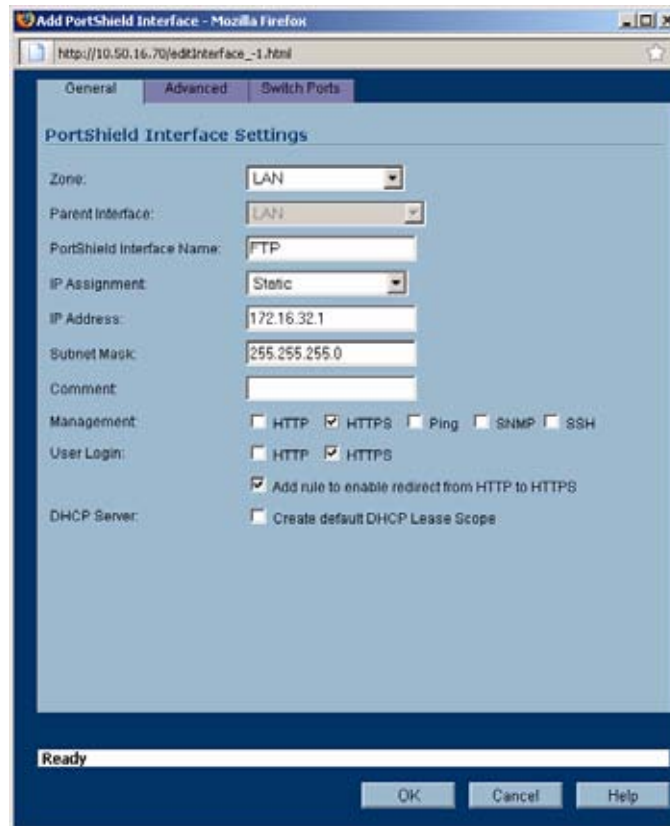 Add PortShield Interface - Mozilla Firefox
http://10.50.16.70/editInterface_-1.html
General Advanced Switch Ports
PortShield Interface Settings
Zone: LAN
Parent Interface: LAN
PortShield Interface Name: FTP
IP Assignment: Static
IP Address: 172.16.32.1
Subnet Mask: 255.255.255.0
Comment:
Management: HTTP HTTPS Ping SNMP SSH
User Login: HTTP HTTPS
Add rule to enable redirect from HTTP to HTTPS
DHCP Server: Create default DHCP Lease Scope
Ready
OK Cancel Help